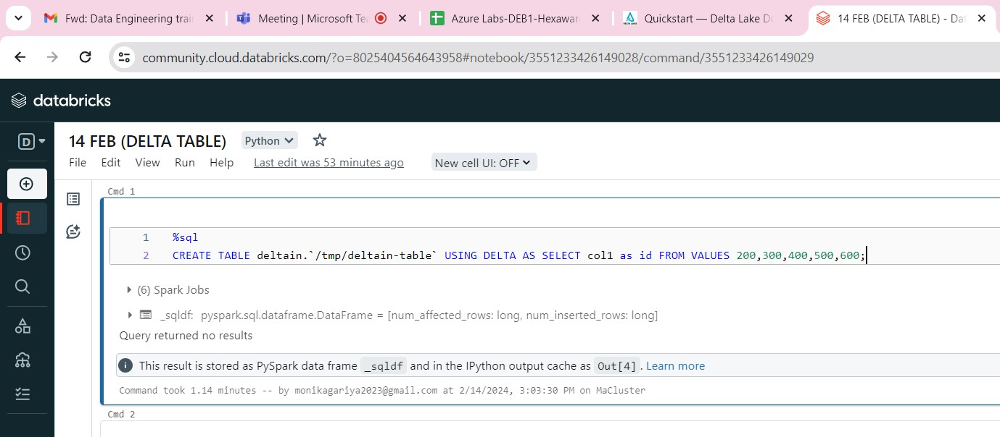 Fwd: Data Engineering trai
Meeting | Microsoft Te
Azure Labs-DEB1-Hexawar
Quickstart — Delta Lake Do
14 FEB (DELTA TABLE) - Dat
community.cloud.databricks.com/?o=8025404564643958#notebook/3551233426149028/command/3551233426149029
databricks
D
14 FEB (DELTA TABLE)
Python
File Edit View Run Help Last edit was 53 minutes ago New cell UI: OFF
Cmd 1
1 %sql
2 CREATE TABLE deltain.`/tmp/deltain-table` USING DELTA AS SELECT col1 as id FROM VALUES 200,300,400,500,600;
(6) Spark Jobs
_sqldf: pyspark.sql.dataframe.DataFrame = [num_affected_rows: long, num_inserted_rows: long]
Query returned no results
This result is stored as PySpark data frame _sqldf and in the IPython output cache as Out[4] . Learn more
Command took 1.14 minutes -- by monikagariya2023@gmail.com at 2/14/2024, 3:03:30 PM on MaCluster
Cmd 2